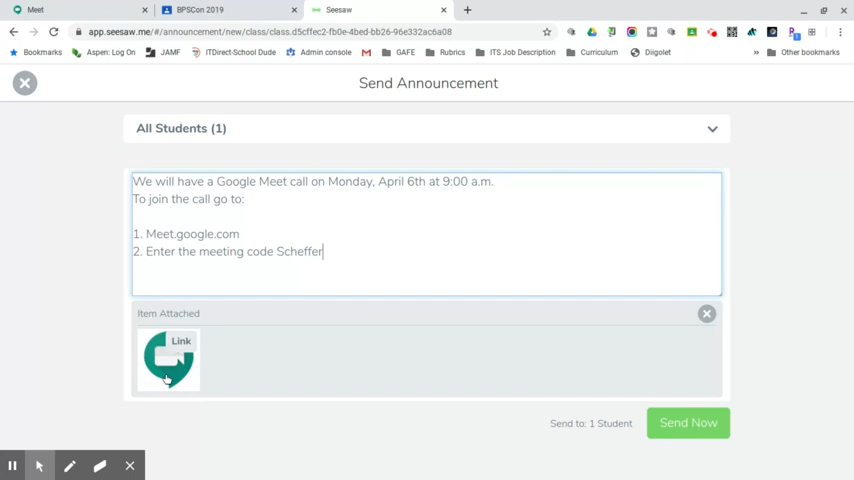 Meet
BPSCon 2019
Seesaw
app.seesaw.me/#/announcement/new/class/class.d5cffec2-fb0e-4bed-bb26-96e332ac6a08
Bookmarks
Aspen: Log On
JAMF
ITDirect-School Dude
Admin console
GAFE
Rubrics
ITS Job Description
Curriculum
Diigolet
»
Other bookmarks
Send Announcement
All Students (1)
We will have a Google Meet call on Monday, April 6th at 9:00 a.m.
To join the call go to:
1. Meet.google.com
2. Enter the meeting code Scheffer
Item Attached
Link
Send to: 1 Student
Send Now